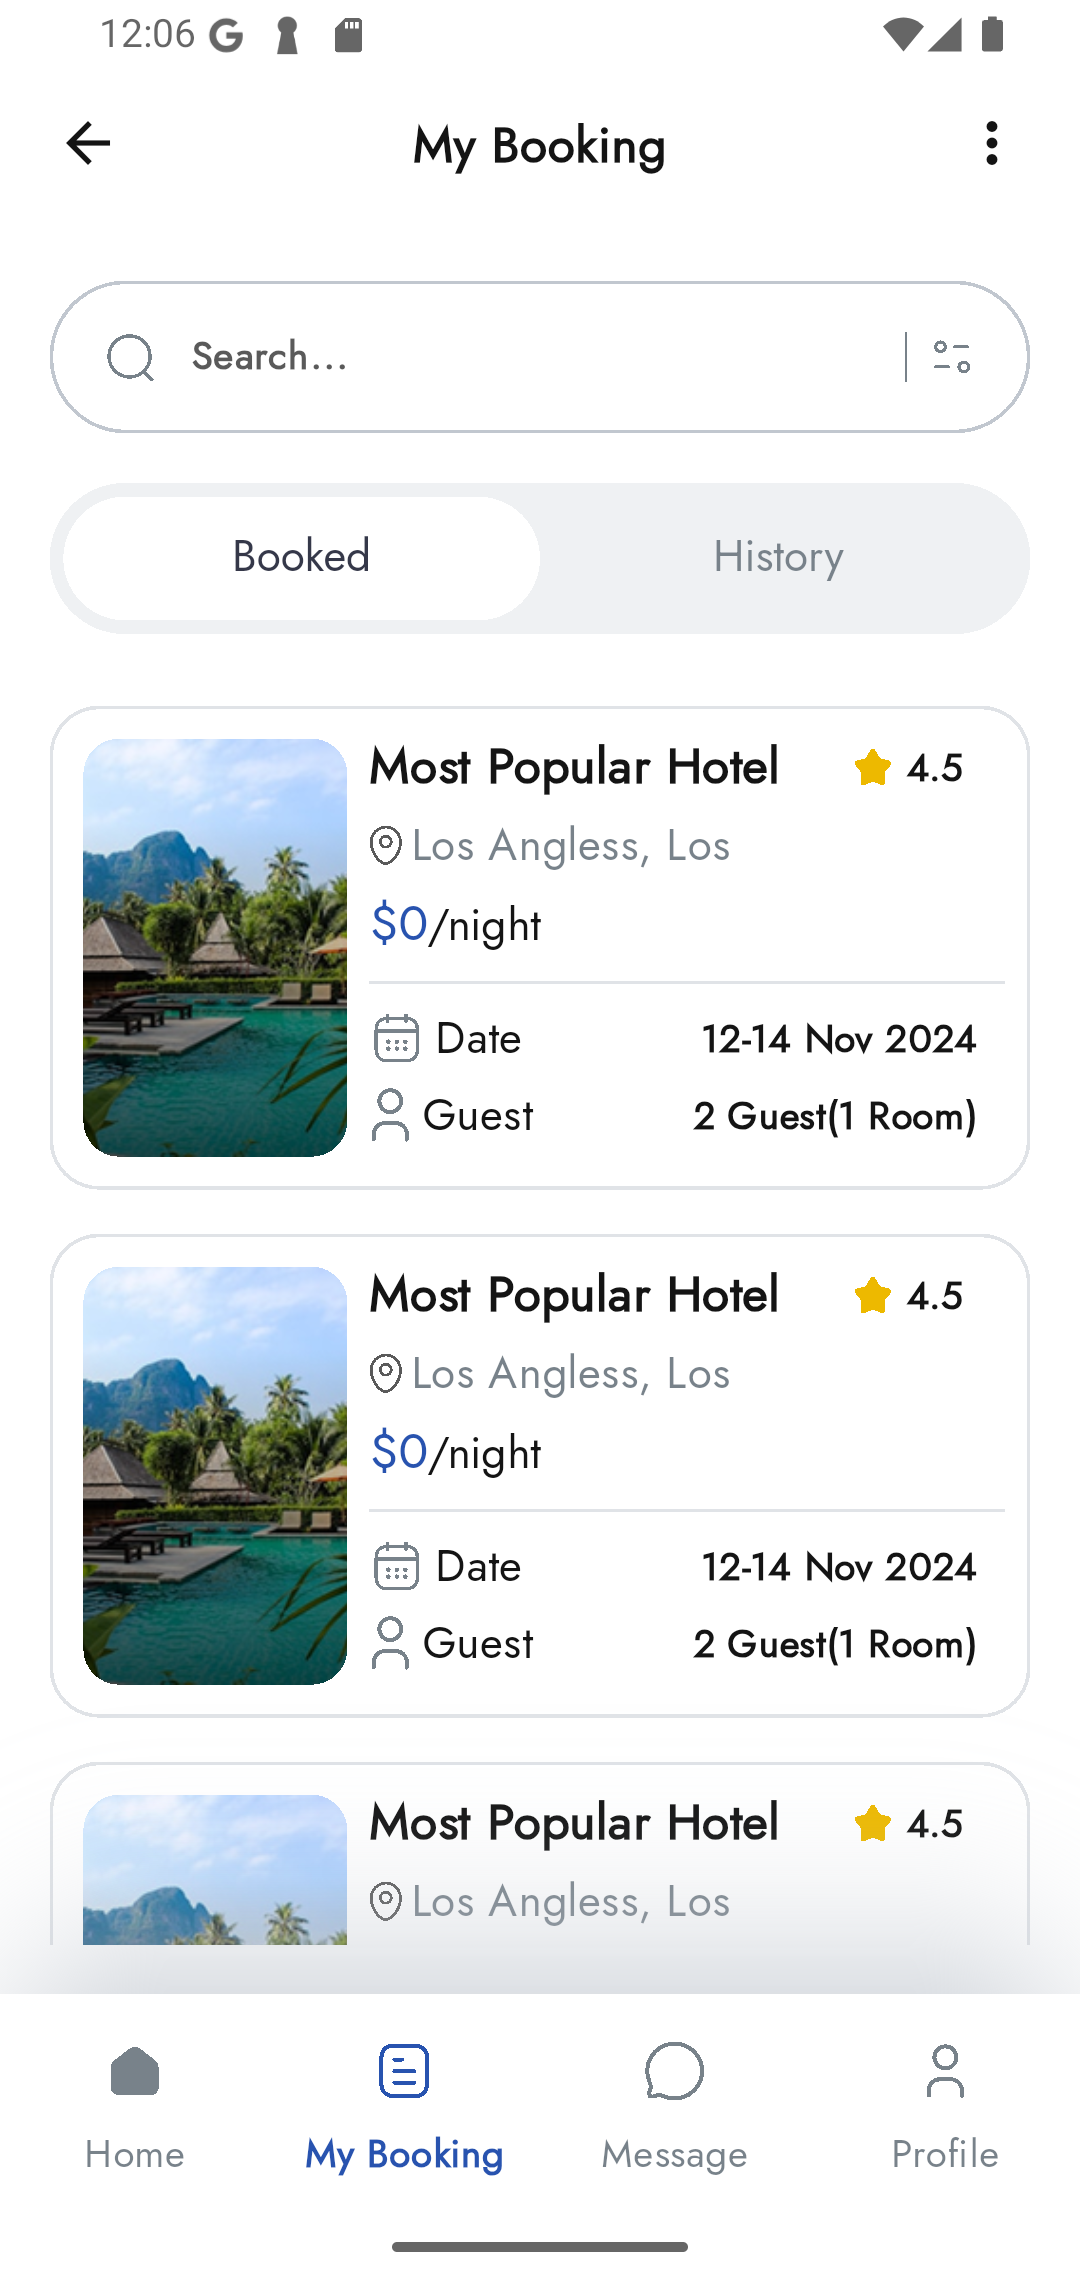 12:06
My Booking
Search...
Booked
History
Most Popular Hotel
4.5
Los Angless, Los
$0/night
Date
12-14 Nov 2024
Guest
2 Guest(1 Room)
Most Popular Hotel
4.5
Los Angless, Los
$0/night
Date
12-14 Nov 2024
Guest
2 Guest(1 Room)
Most Popular Hotel
4.5
Los Angless, Los
Home
My Booking
Message
Profile